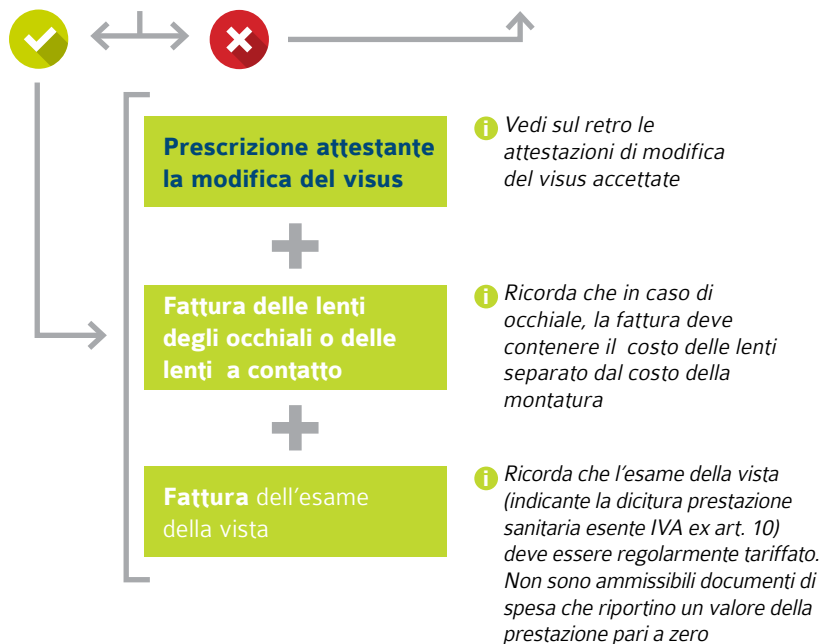 Prescrizione attestante
la modifica del visus
Vedi sul retro le
attestazioni di modifica
del visus accettate
Fattura delle lenti
degli occhiali o delle
lenti a contatto
Ricorda che in caso di
occhiale, la fattura deve
contenere il costo delle lenti
separato dal costo della
montatura
Fattura dell'esame
della vista
Ricorda che l'esame della vista
(indicante la dicitura prestazione
sanitaria esente IVA ex art. 10)
deve essere regolarmente tariffato.
Non sono ammissibili documenti di
spesa che riportino un valore della
prestazione pari a zero